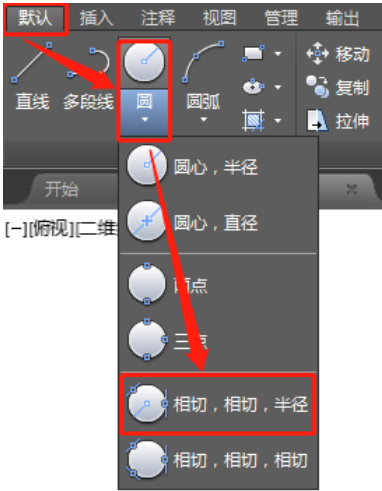 默认 插入 注释 视图 管理 输出
直线 多段线 圆 圆弧
移动
复制
拉伸
开始
[−][俯视][二维
圆心，半径
圆心，直径
两点
三点
相切，相切，半径
相切，相切，相切